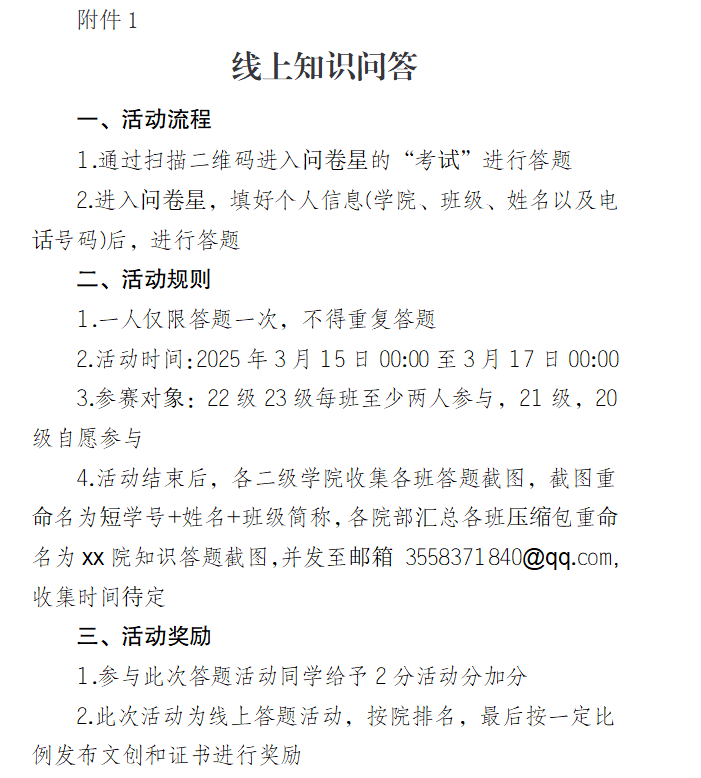 附件 1
线上知识问答
一、活动流程
1.通过扫描二维码进入问卷星的“考试”进行答题
2.进入问卷星，填好个人信息(学院、班级、姓名以及电
话号码)后，进行答题
二、活动规则
1.一人仅限答题一次，不得重复答题
2.活动时间:2025 年 3 月 15 日 00:00 至 3 月 17 日 00:00
3.参赛对象：22 级 23 级每班至少两人参与，21 级，20
级自愿参与
4.活动结束后，各二级学院收集各班答题截图，截图重
命名为短学号+姓名+班级简称,各院部汇总各班压缩包重命
名为 xx 院知识答题截图,并发至邮箱 3558371840@qq.com,
收集时间待定
三、活动奖励
1.参与此次答题活动同学给予 2 分活动分加分
2.此次活动为线上答题活动，按院排名，最后按一定比
例发布文创和证书进行奖励